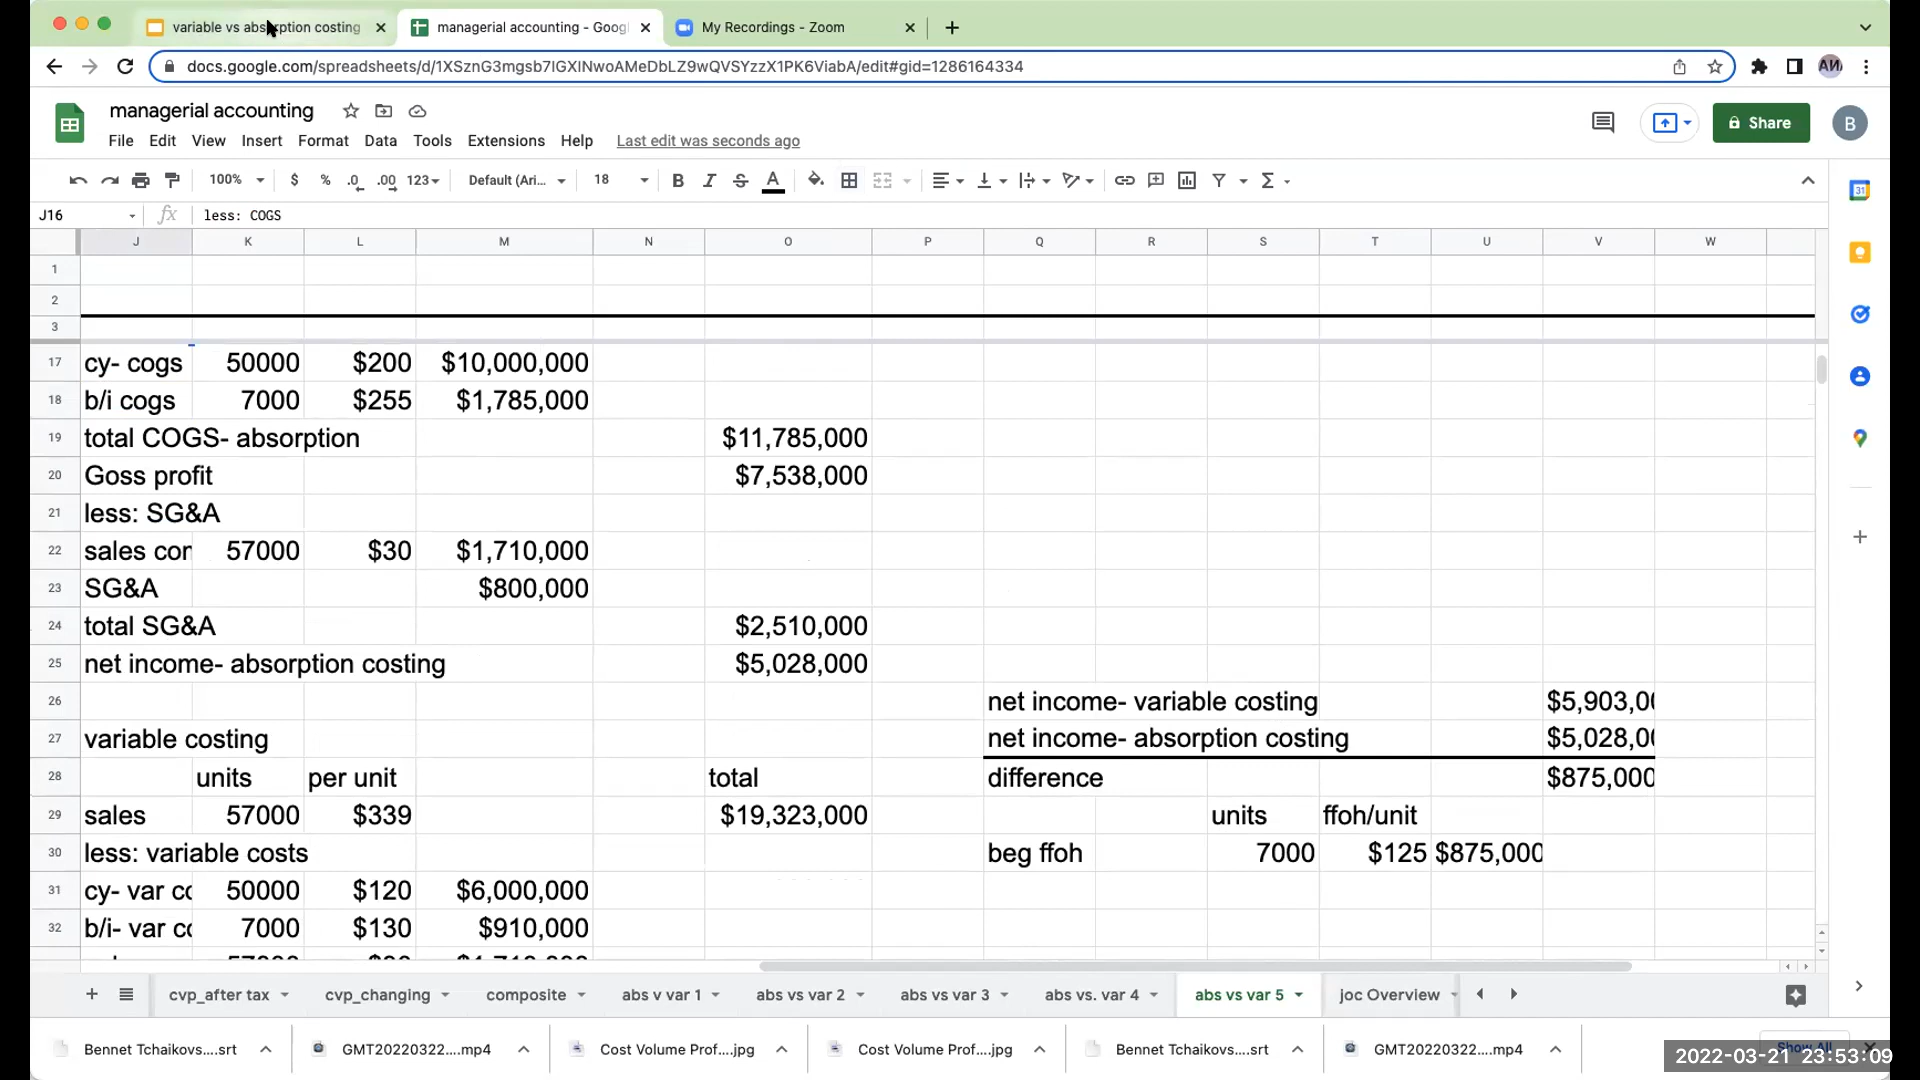 variable vs absorption costing
managerial accounting - Goog
My Recordings - Zoom
docs.google.com/spreadsheets/d/1XSznG3mgsb7lGXlNwoAMeDbLZ9wQVSYzzX1PK6ViabA/edit#gid=1286164334
managerial accounting
File Edit View Insert Format Data Tools Extensions Help Last edit was seconds ago
Share
B
100% $ % .0 .00 123 Default (Ari... 18 B I S A
J16 fx less: COGS
J K L M N O P Q R S T U V W
1
2
3
17 cy- cogs 50000 $200 $10,000,000
18 b/i cogs 7000 $255 $1,785,000
19 total COGS- absorption $11,785,000
20 Goss profit $7,538,000
21 less: SG&A
22 sales con 57000 $30 $1,710,000
23 SG&A $800,000
24 total SG&A $2,510,000
25 net income- absorption costing $5,028,000
26 net income- variable costing $5,903,00
27 variable costing net income- absorption costing $5,028,00
28 units per unit total difference $875,000
29 sales 57000 $339 $19,323,000 units ffoh/unit
30 less: variable costs beg ffoh 7000 $125 $875,000
31 cy- var co 50000 $120 $6,000,000
32 b/i- var co 7000 $130 $910,000
cvp_after tax cvp_changing composite abs v var 1 abs vs var 2 abs vs var 3 abs vs. var 4 abs vs var 5 joc Overview
Bennet Tchaikovs....srt GMT20220322....mp4 Cost Volume Prof....jpg Cost Volume Prof....jpg Bennet Tchaikovs....srt GMT20220322....mp4
2022-03-21 23:53:09